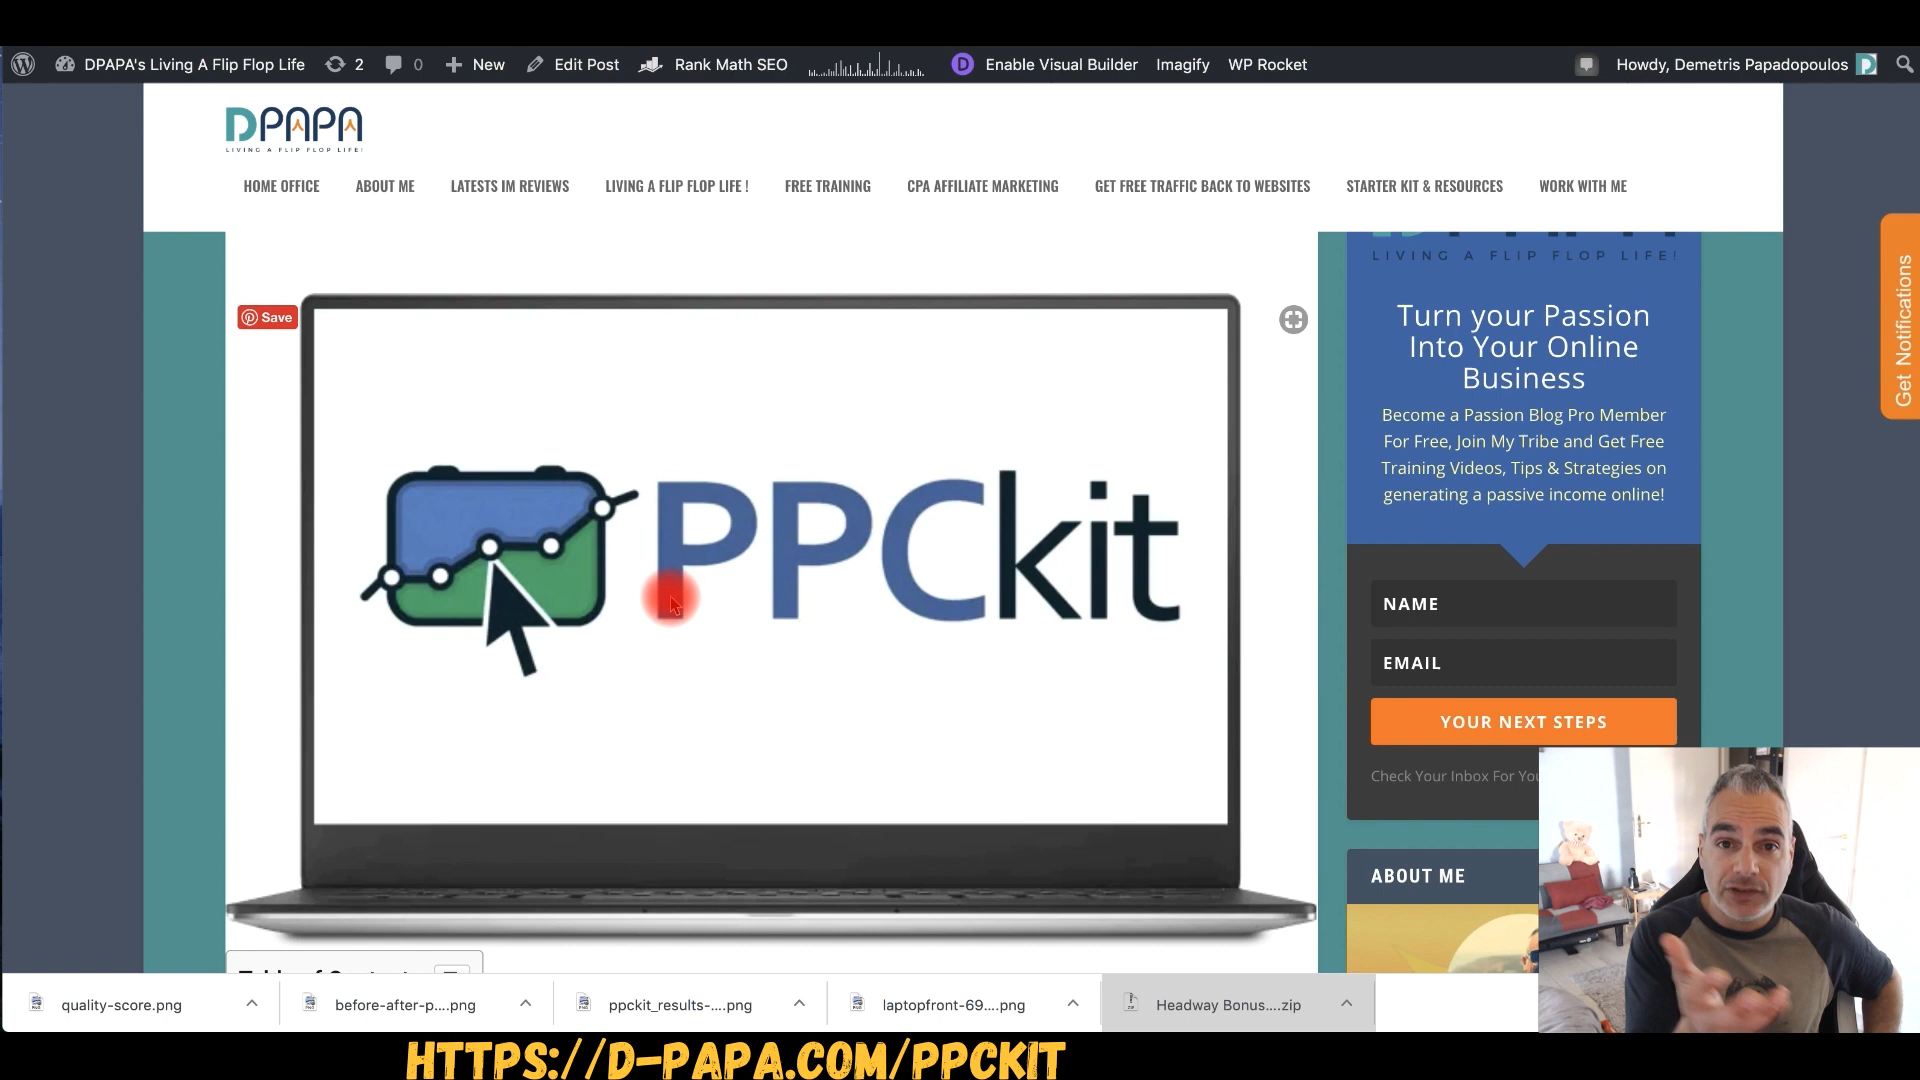 DPAPA's Living A Flip Flop Life 2 0 New Edit Post Rank Math SEO Enable Visual Builder Imagify WP Rocket Howdy, Demetris Papadopoulos
DPAPA
LIVING A FLIP FLOP LIFE!
HOME OFFICE ABOUT ME LATESTS IM REVIEWS LIVING A FLIP FLOP LIFE ! FREE TRAINING CPA AFFILIATE MARKETING GET FREE TRAFFIC BACK TO WEBSITES STARTER KIT & RESOURCES WORK WITH ME
Save
PPCkit
LIVING A FLIP FLOP LIFE!
Turn your Passion
Into Your Online
Business
Become a Passion Blog Pro Member
For Free, Join My Tribe and Get Free
Training Videos, Tips & Strategies on
generating a passive income online!
NAME
EMAIL
YOUR NEXT STEPS
Check Your Inbox For
ABOUT ME
Get Notifications
quality-score.png
before-after-p....png
ppckit_results-....png
laptopfront-69....png
Headway Bonus....zip
HTTPS://D-PAPA.COM/PPCKIT